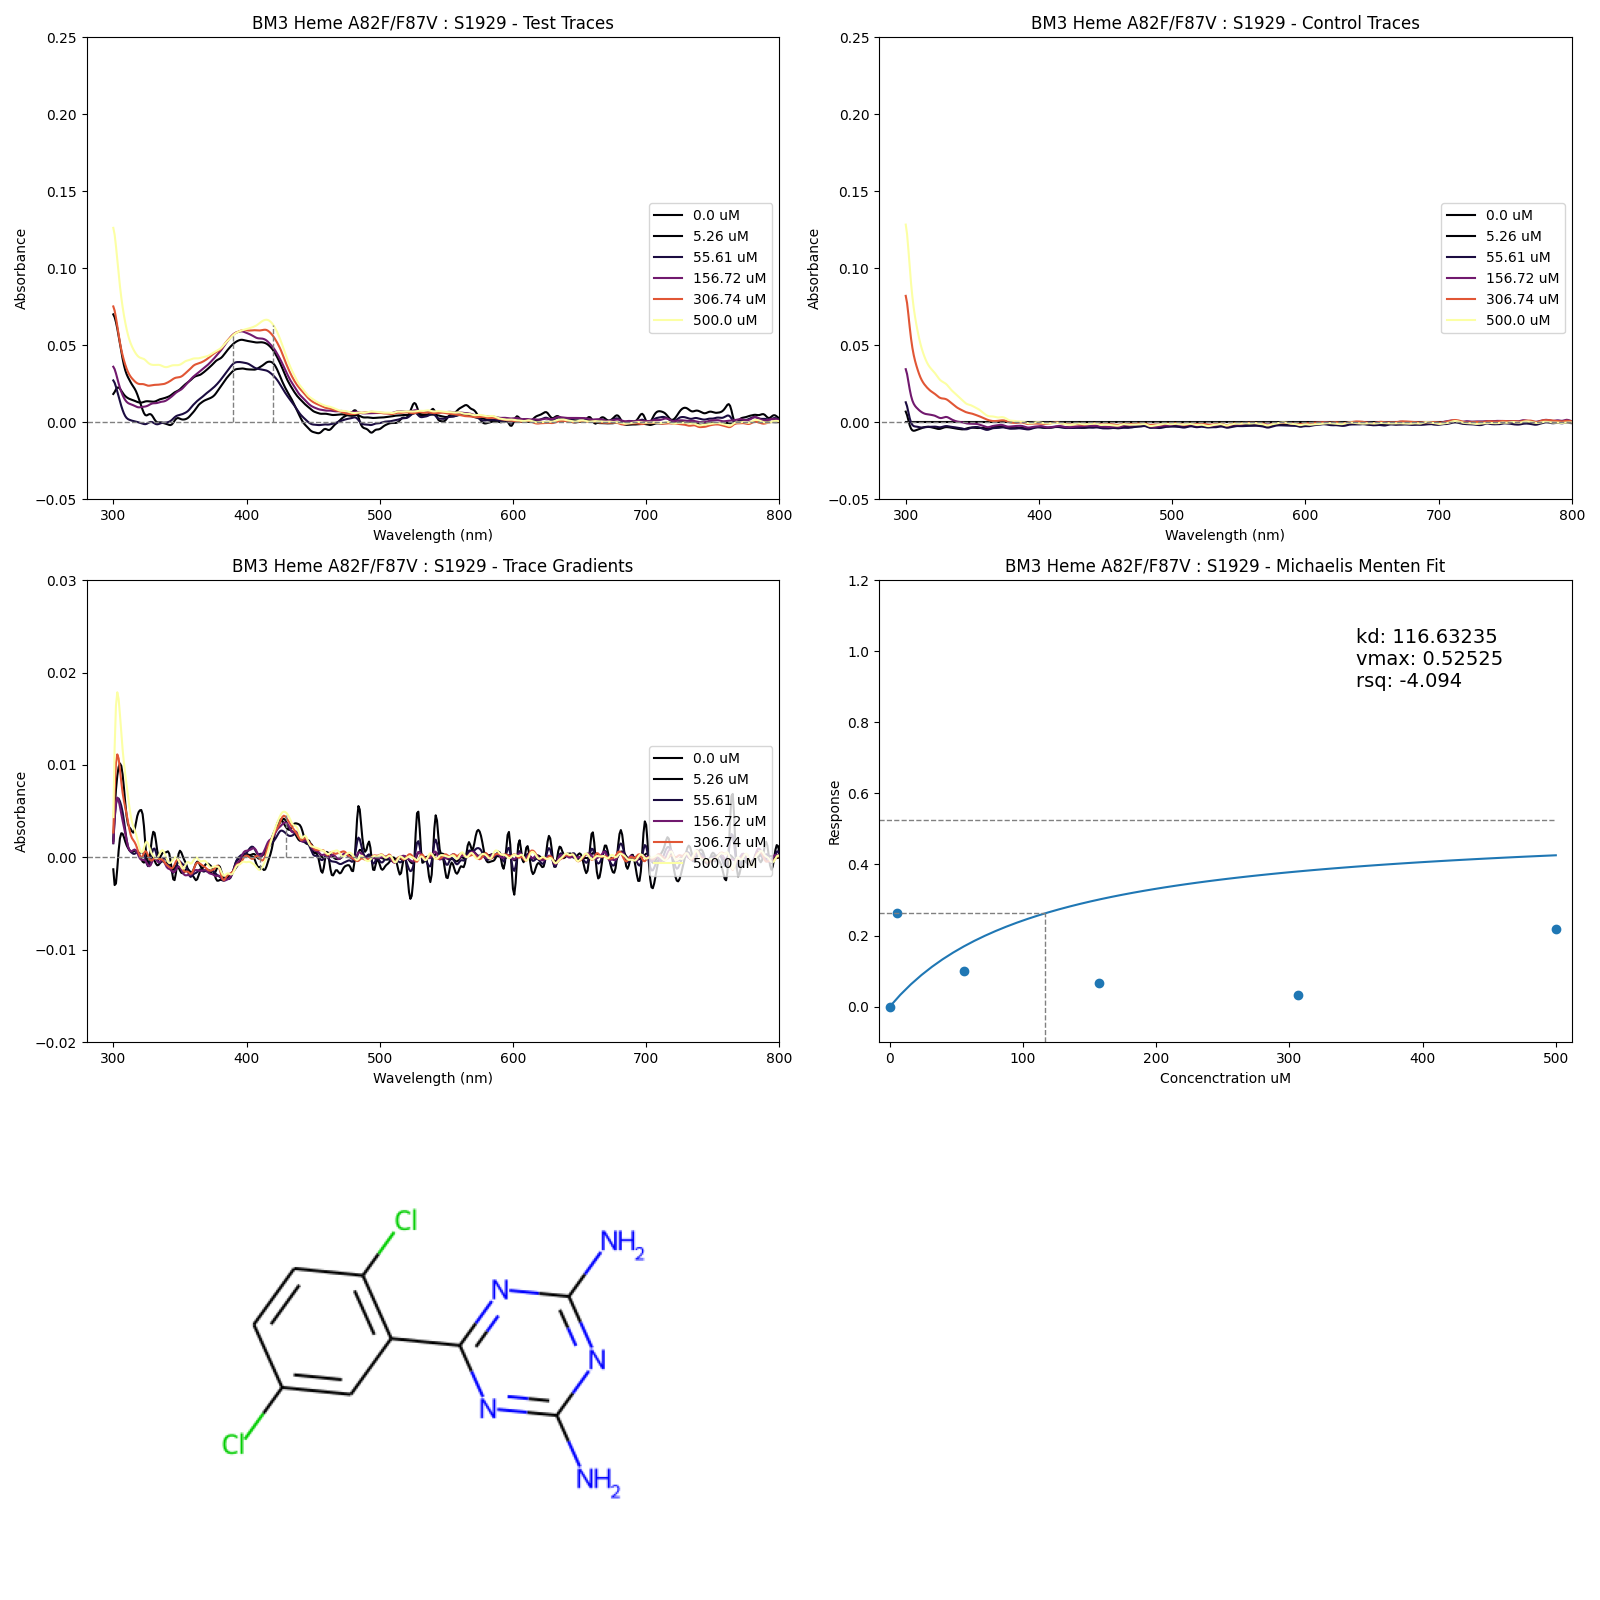 BM3 Heme A82F/F87V : S1929 - Test Traces
0.25
0.20
0.15
0.10
0.05
0.00
−0.05
Absorbance
300 400 500 600 700 800
Wavelength (nm)
0.0 uM
5.26 uM
55.61 uM
156.72 uM
306.74 uM
500.0 uM
BM3 Heme A82F/F87V : S1929 - Control Traces
0.25
0.20
0.15
0.10
0.05
0.00
−0.05
Absorbance
300 400 500 600 700 800
Wavelength (nm)
0.0 uM
5.26 uM
55.61 uM
156.72 uM
306.74 uM
500.0 uM
BM3 Heme A82F/F87V : S1929 - Trace Gradients
0.03
0.02
0.01
0.00
−0.01
−0.02
Absorbance
300 400 500 600 700 800
Wavelength (nm)
0.0 uM
5.26 uM
55.61 uM
156.72 uM
306.74 uM
500.0 uM
BM3 Heme A82F/F87V : S1929 - Michaelis Menten Fit
1.2
1.0
0.8
0.6
0.4
0.2
0.0
Response
0 100 200 300 400 500
Concenctration uM
kd: 116.63235
vmax: 0.52525
rsq: -4.094
Cl
NH2
N
N
N
Cl
NH2